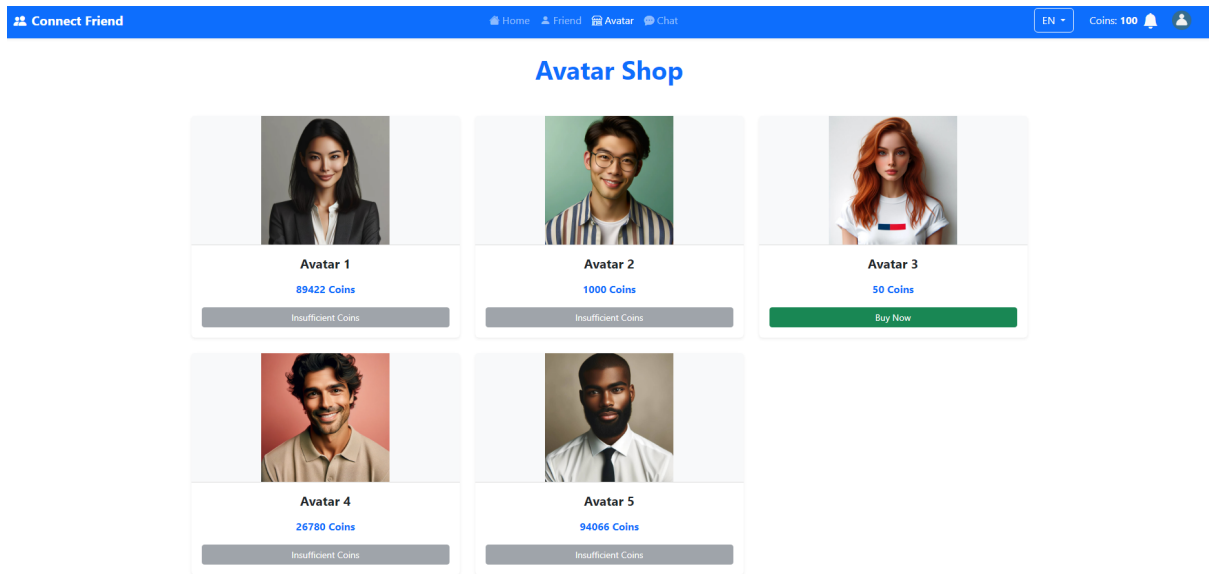 Connect Friend
Home Friend Avatar Chat
EN
Coins: 100
Avatar Shop
Avatar 1
89422 Coins
Insufficient Coins
Avatar 2
1000 Coins
Insufficient Coins
Avatar 3
50 Coins
Buy Now
Avatar 4
26780 Coins
Insufficient Coins
Avatar 5
94066 Coins
Insufficient Coins